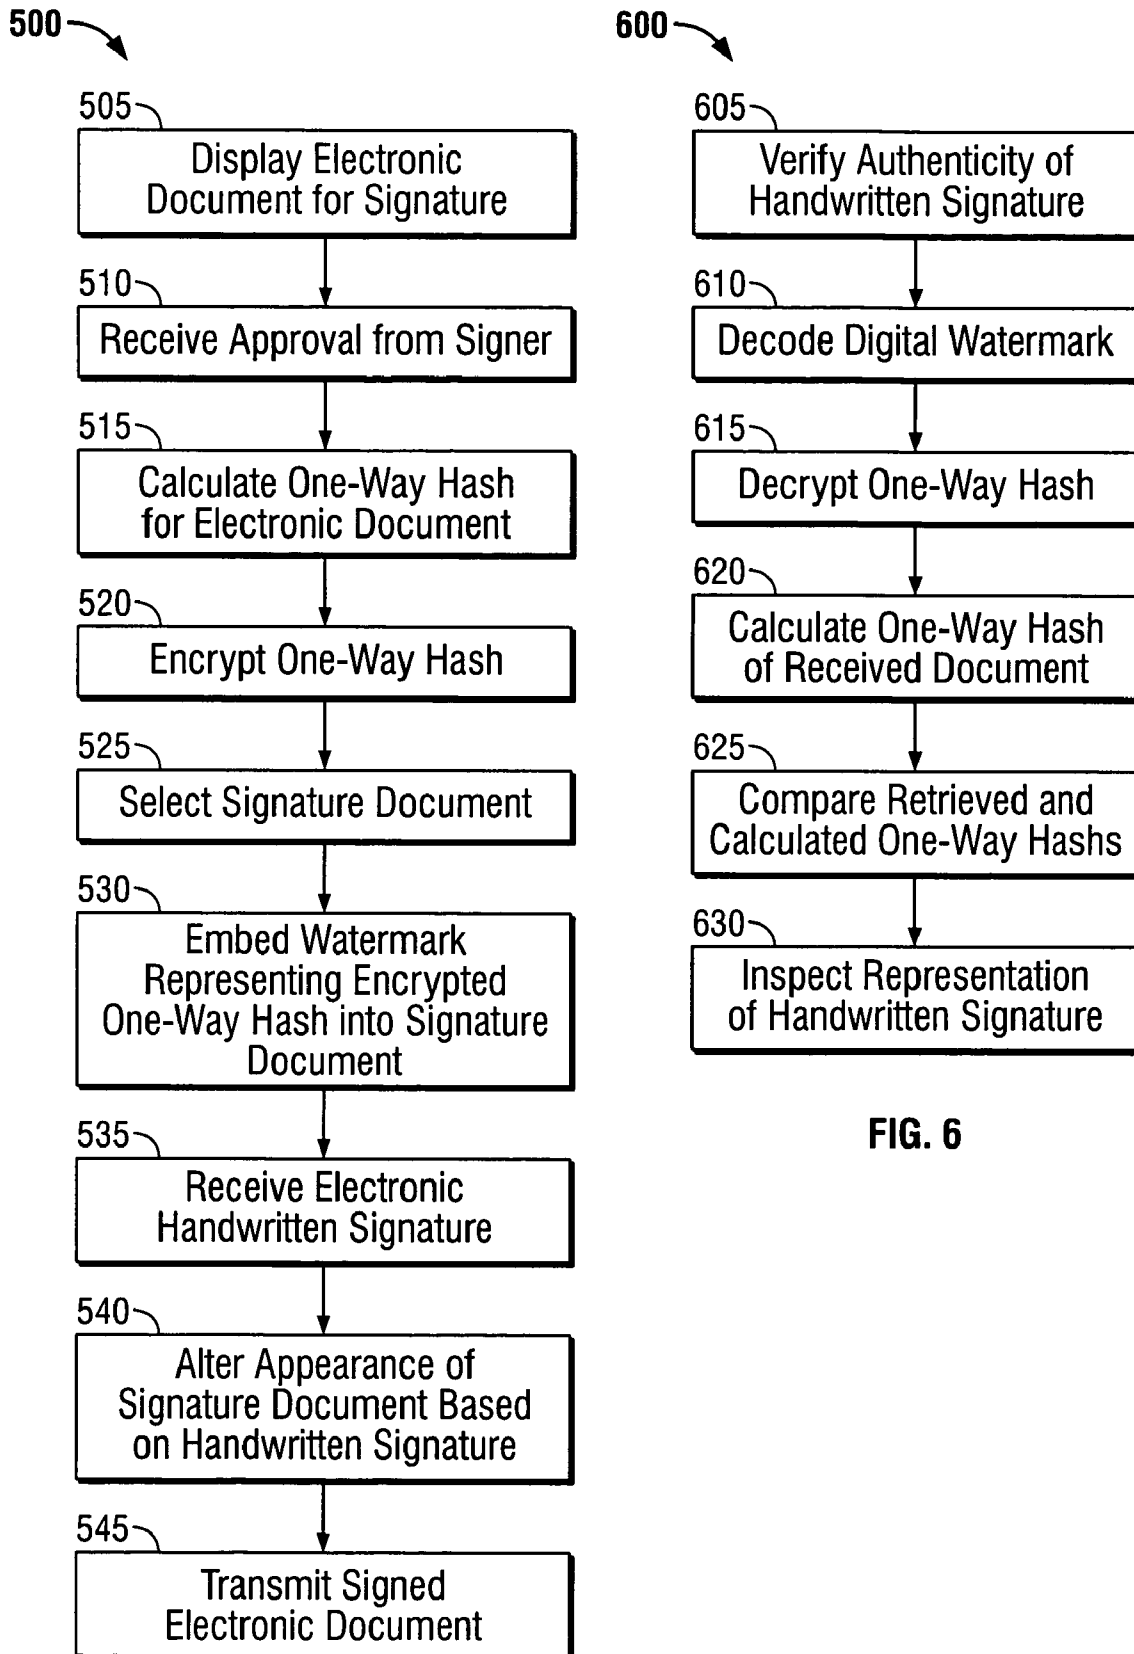 500
505
Display Electronic
Document for Signature
510
Receive Approval from Signer
515
Calculate One-Way Hash
for Electronic Document
520
Encrypt One-Way Hash
525
Select Signature Document
530
Embed Watermark
Representing Encrypted
One-Way Hash into Signature
Document
535
Receive Electronic
Handwritten Signature
540
Alter Appearance of
Signature Document Based
on Handwritten Signature
545
Transmit Signed
Electronic Document
600
605
Verify Authenticity of
Handwritten Signature
610
Decode Digital Watermark
615
Decrypt One-Way Hash
620
Calculate One-Way Hash
of Received Document
625
Compare Retrieved and
Calculated One-Way Hashs
630
Inspect Representation
of Handwritten Signature
FIG. 6